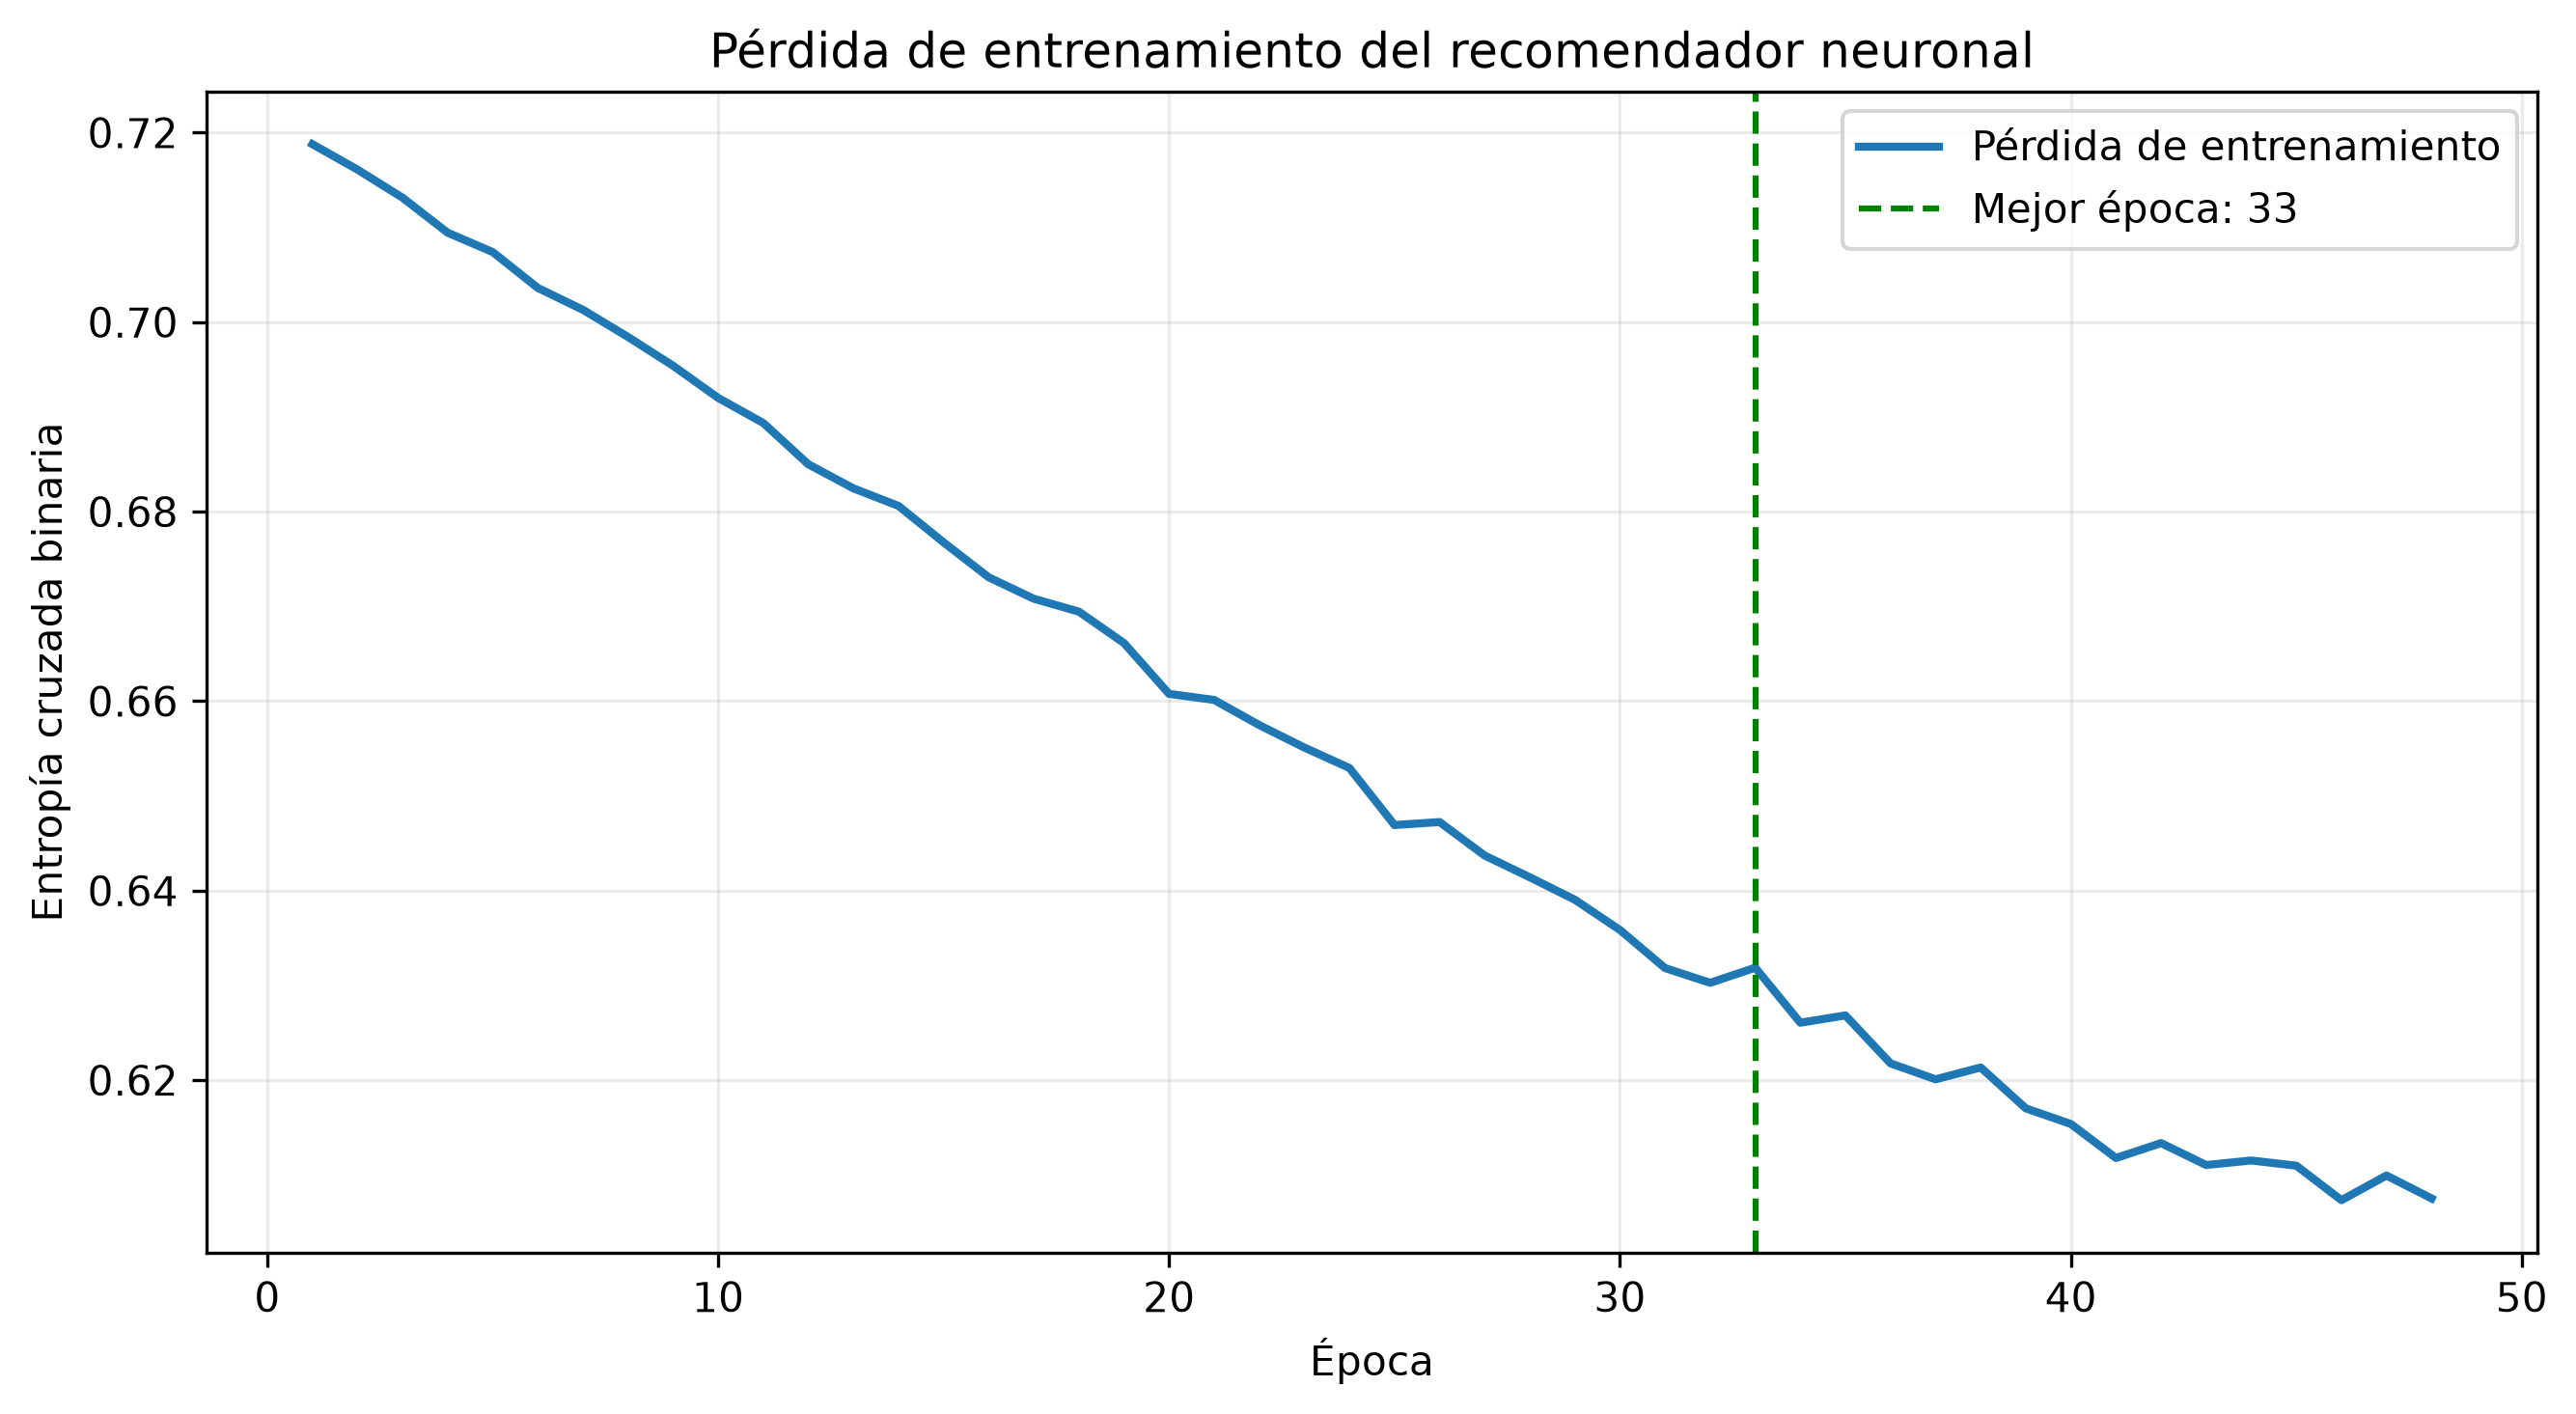 Pérdida de entrenamiento del recomendador neuronal
Pérdida de entrenamiento
Mejor época: 33
Entropía cruzada binaria
0.72
0.70
0.68
0.66
0.64
0.62
0
10
20
30
40
50
Época